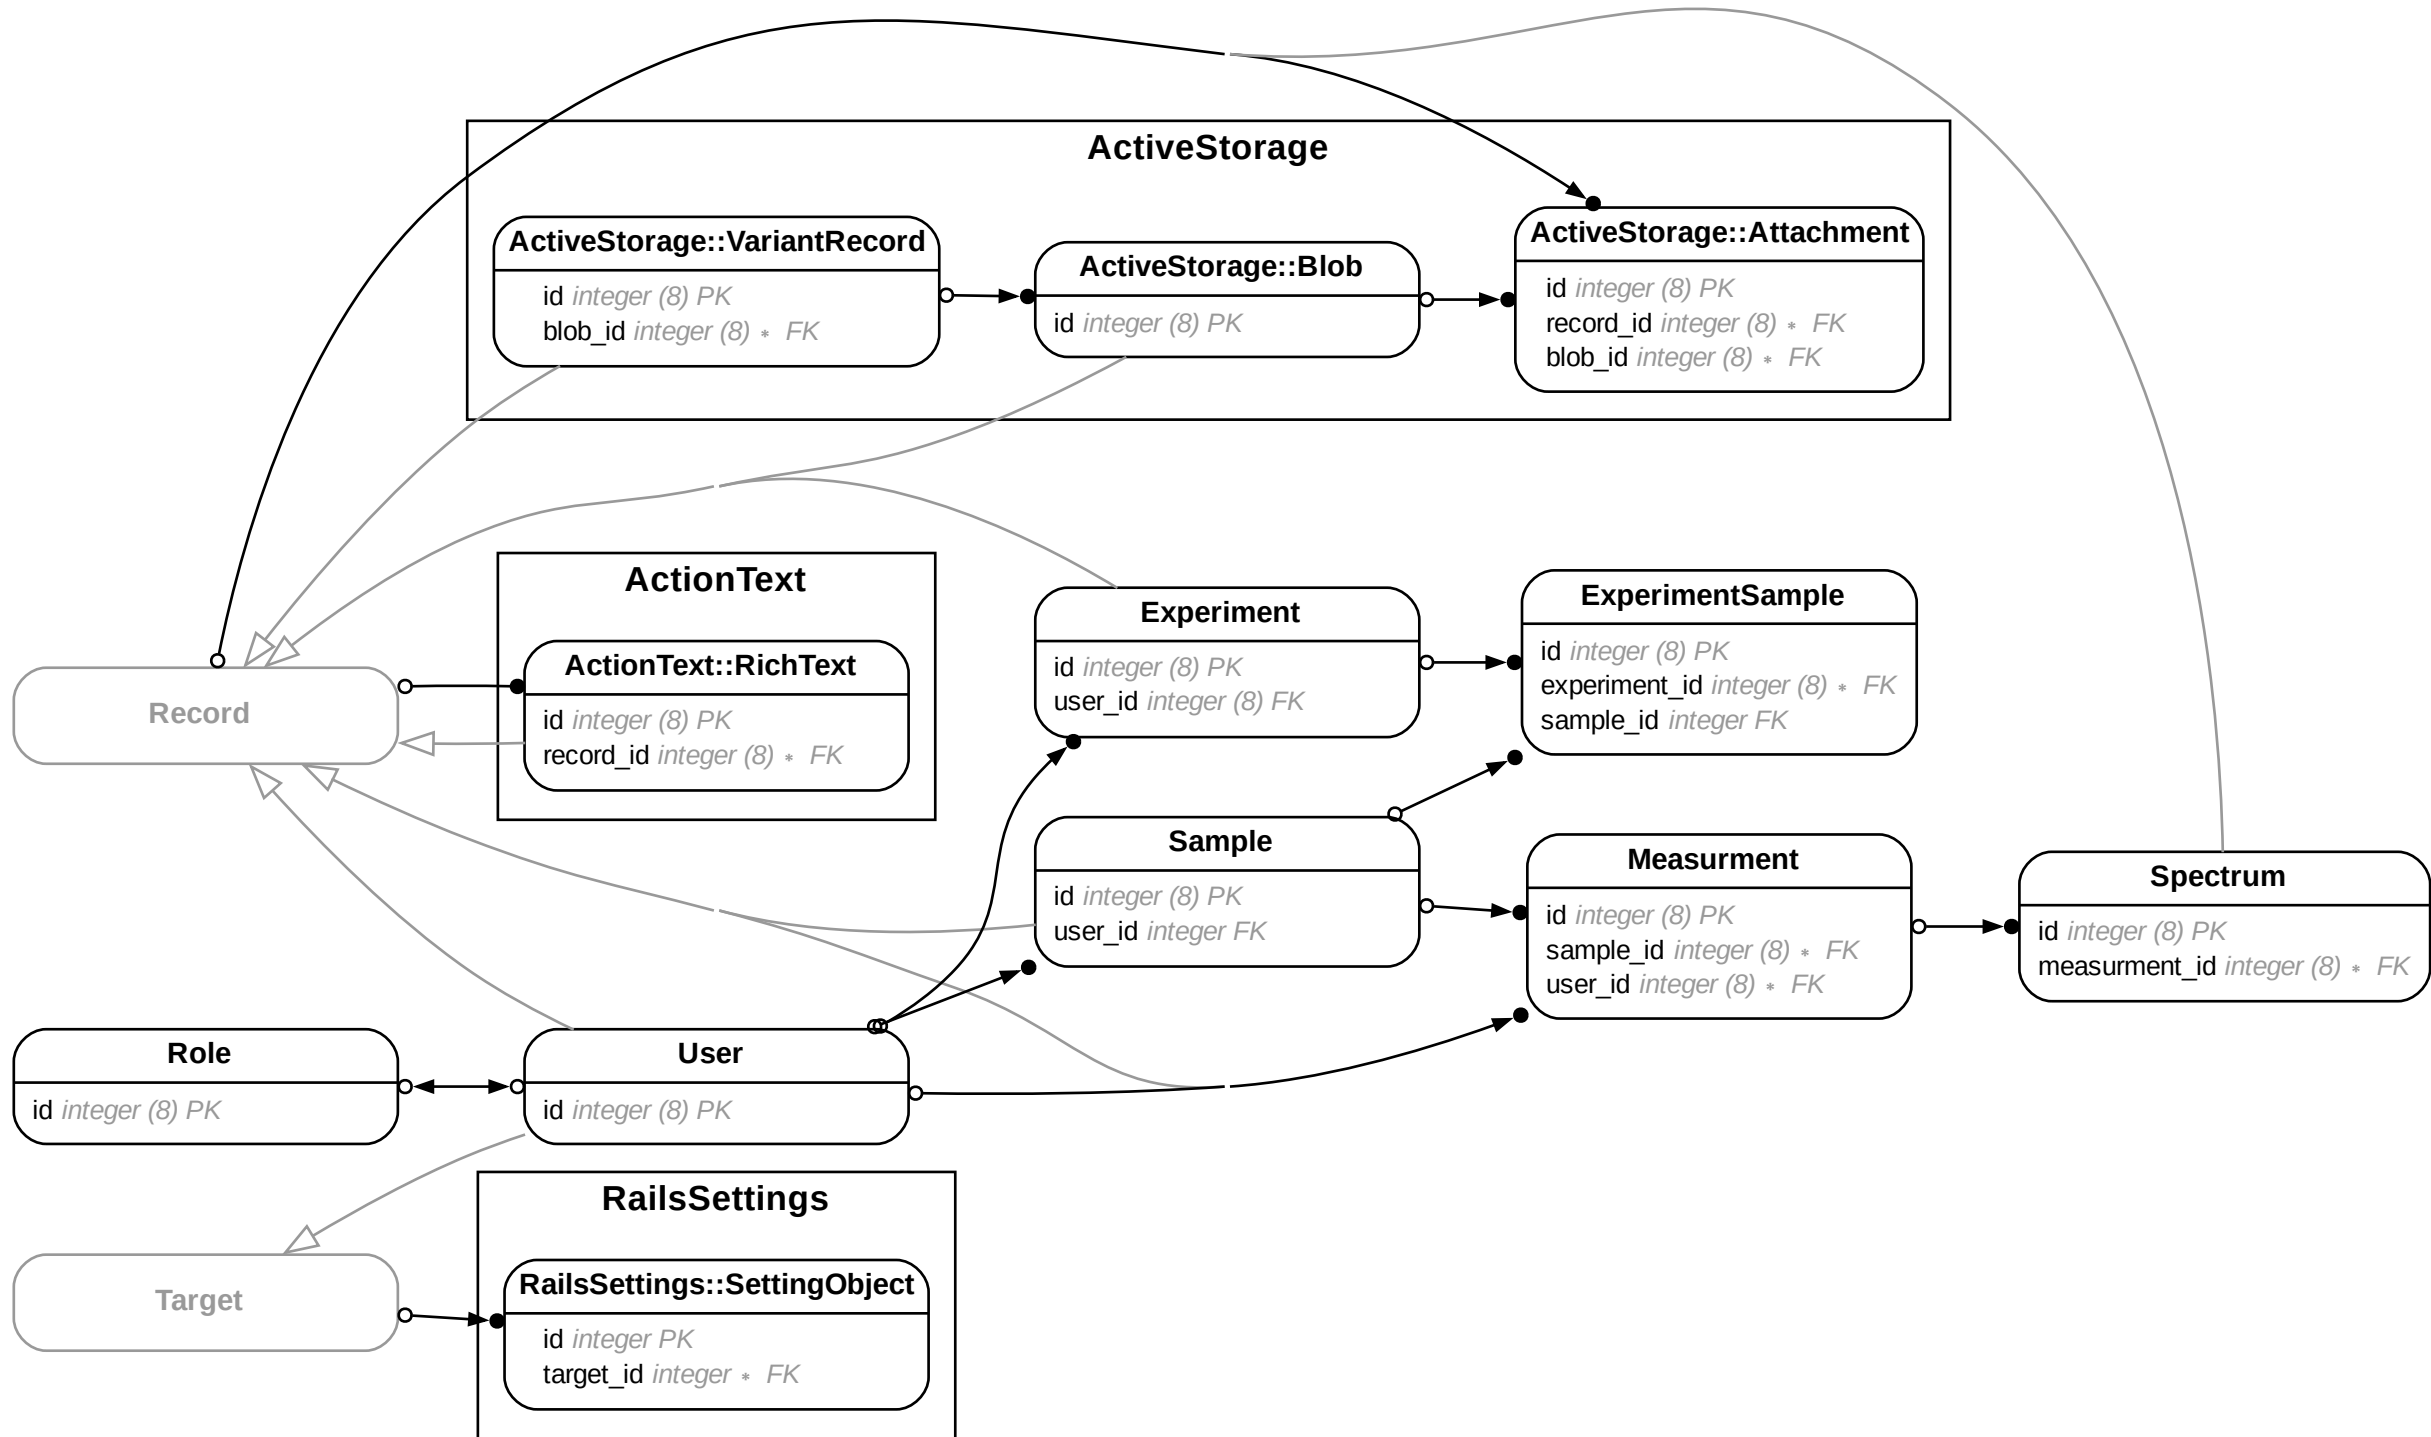 ActiveStorage
ActiveStorage::VariantRecord
id integer (8) PK
blob_id integer (8) ∗ FK
ActiveStorage::Blob
id integer (8) PK
ActiveStorage::Attachment
id integer (8) PK
record_id integer (8) ∗ FK
blob_id integer (8) ∗ FK
Record
ActionText
ActionText::RichText
id integer (8) PK
record_id integer (8) ∗ FK
Experiment
id integer (8) PK
user_id integer (8) FK
ExperimentSample
id integer (8) PK
experiment_id integer (8) ∗ FK
sample_id integer FK
Sample
id integer (8) PK
user_id integer FK
Measurment
id integer (8) PK
sample_id integer (8) ∗ FK
user_id integer (8) ∗ FK
Spectrum
id integer (8) PK
measurment_id integer (8) ∗ FK
Role
id integer (8) PK
User
id integer (8) PK
Target
RailsSettings
RailsSettings::SettingObject
id integer PK
target_id integer ∗ FK